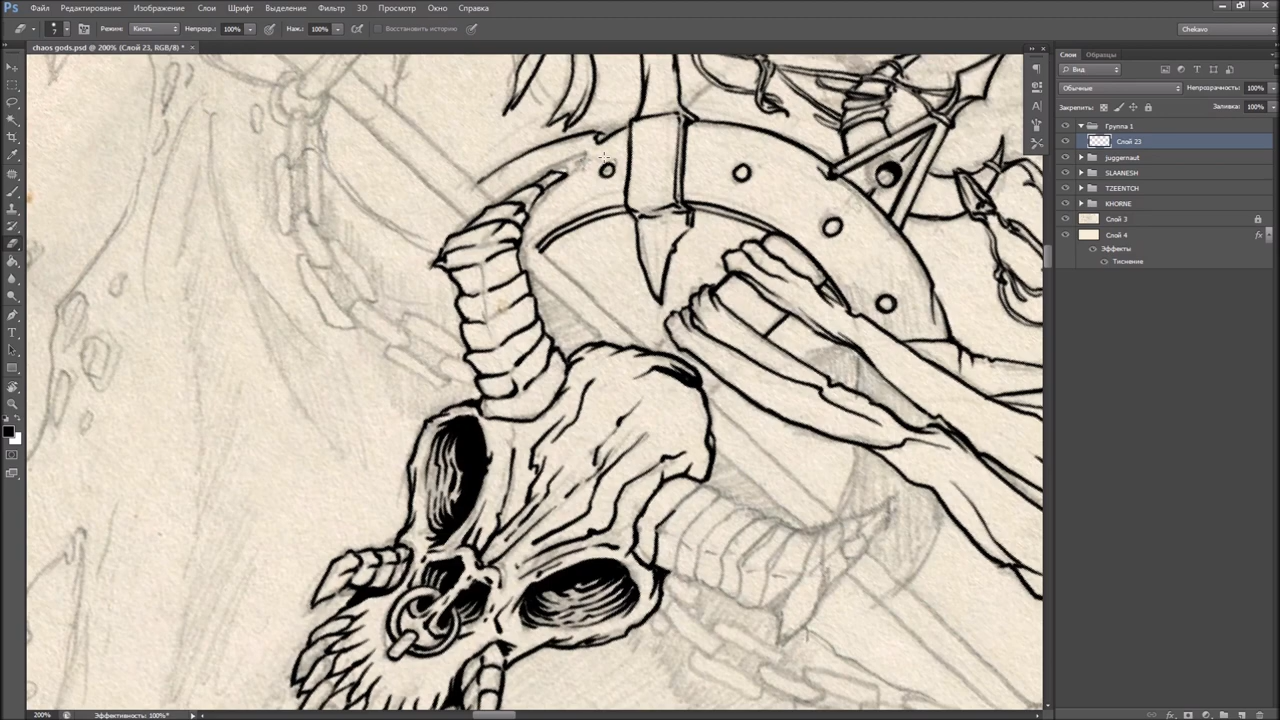 Ps Файл Редактирование Изображение Слои Шрифт Выделение Фильтр 3D Просмотр Окно Справка
7 Режим: Кисть Непрозр.: 100% Наж.: 100% Восстановить историю Chekavo
chaos gods.psd @ 200% (Слой 23, RGB/8) * ×
Слои Образцы
Вид
Обычные Непрозрачность: 100%
Закрепить: Заливка: 100%
Группа 1
Слой 23
juggernaut
SLAANESH
TZEENTCH
KHORNE
Слой 3
Слой 4 fx
Эффекты
Тиснение
200% Эффективность: 100%*